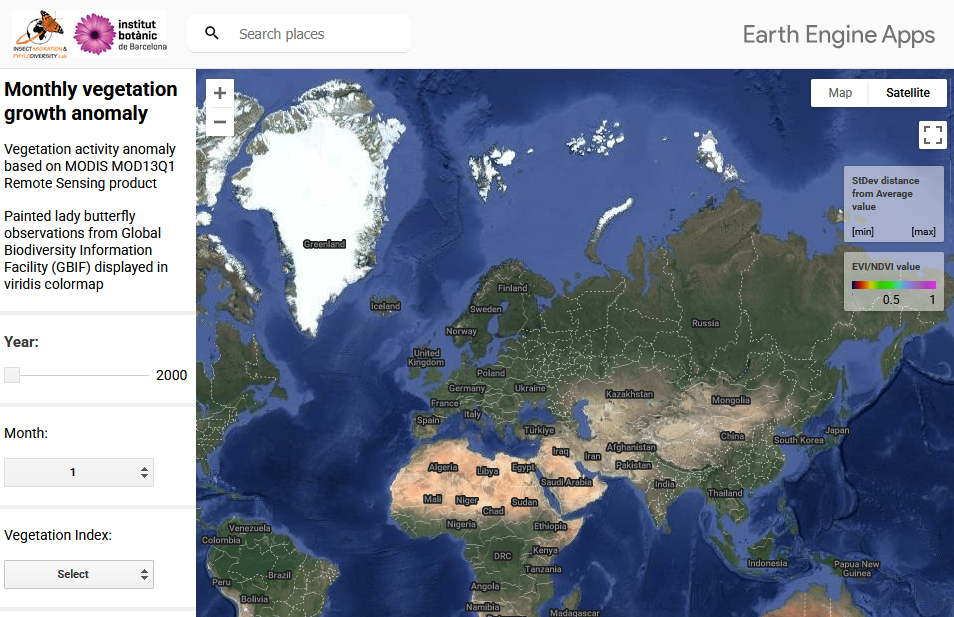 INSECT MIGRATION &
PHYLODIVERSITY Lab
institut
botànic
de Barcelona
Search places
Earth Engine Apps
Monthly vegetation
growth anomaly
Vegetation activity anomaly
based on MODIS MOD13Q1
Remote Sensing product
Painted lady butterfly
observations from Global
Biodiversity Information
Facility (GBIF) displayed in
viridis colormap
Year:
2000
Month:
1
Vegetation Index:
Select
+
−
Map Satellite
StDev distance
from Average
value
[min] [max]
EVI/NDVI value
0.5 1
Greenland
Iceland
Finland
Sweden
Norway
Russia
United
Kingdom
Poland
Germany
Ukraine
Kazakhstan
Mongolia
France
Italy
Spain
Türkiye
China
Japan
South Korea
Iraq
Iran
Afghanistan
Pakistan
Algeria
Libya
Egypt
Saudi Arabia
India
Thailand
Mali
Niger
Chad
Sudan
Nigeria
Ethiopia
Venezuela
Colombia
DRC
Kenya
Tanzania
Indonesia
Papua New
Guinea
Peru
Brazil
Bolivia
Angola
Namibia
Madagascar